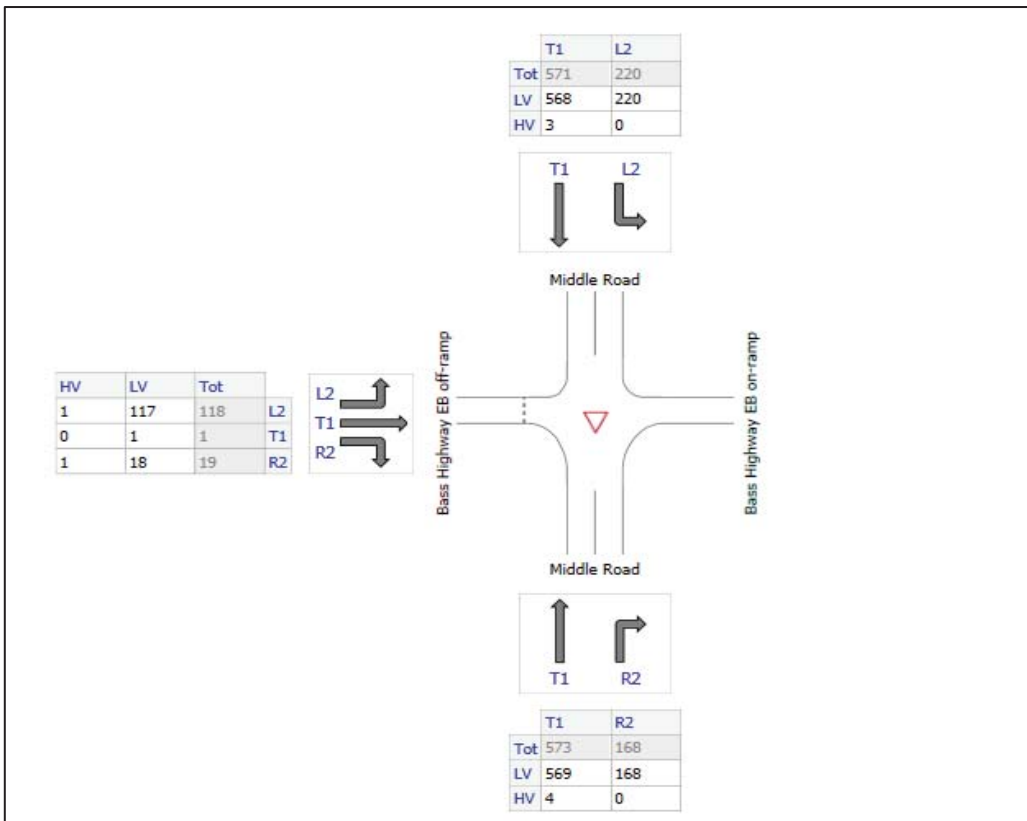 T1 L2
Tot 571 220
LV 568 220
HV 3 0
T1 L2
Middle Road
Bass Highway EB off-ramp
Bass Highway EB on-ramp
HV LV Tot
1 117 118 L2
0 1 1 T1
1 18 19 R2
L2
T1
R2
Middle Road
T1 R2
T1 R2
Tot 573 168
LV 569 168
HV 4 0